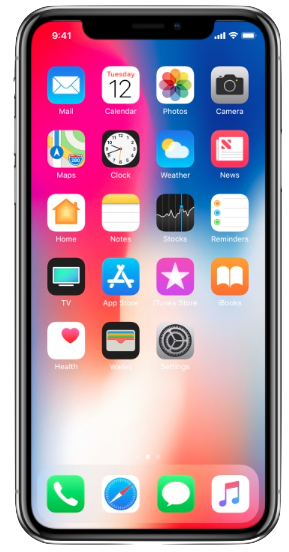 9:41
Tuesday
12
Mail Calendar Photos Camera
Maps Clock Weather News
Home Notes Stocks Reminders
TV App Store iTunes Store iBooks
Health Wallet Settings